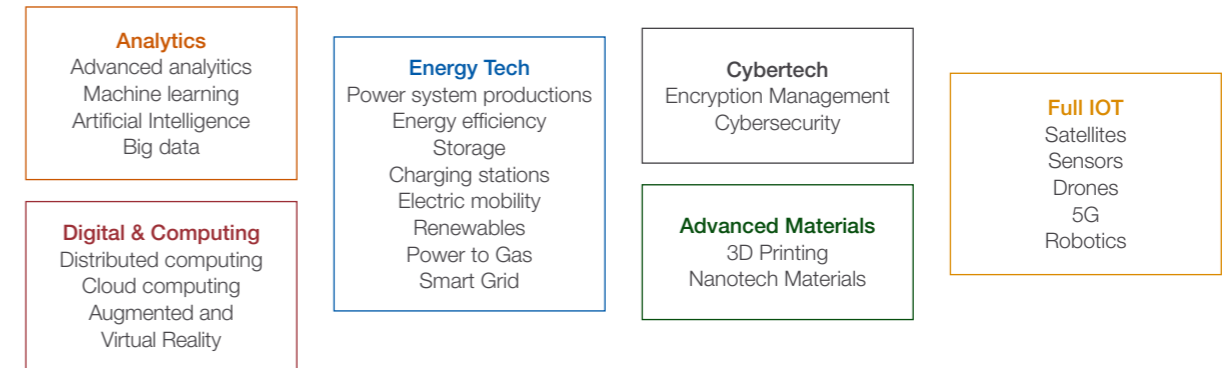 Analytics
Advanced analyitics
Machine learning
Artificial Intelligence
Big data
Digital & Computing
Distributed computing
Cloud computing
Augmented and
Virtual Reality
Energy Tech
Power system productions
Energy efficiency
Storage
Charging stations
Electric mobility
Renewables
Power to Gas
Smart Grid
Cybertech
Encryption Management
Cybersecurity
Advanced Materials
3D Printing
Nanotech Materials
Full IOT
Satellites
Sensors
Drones
5G
Robotics